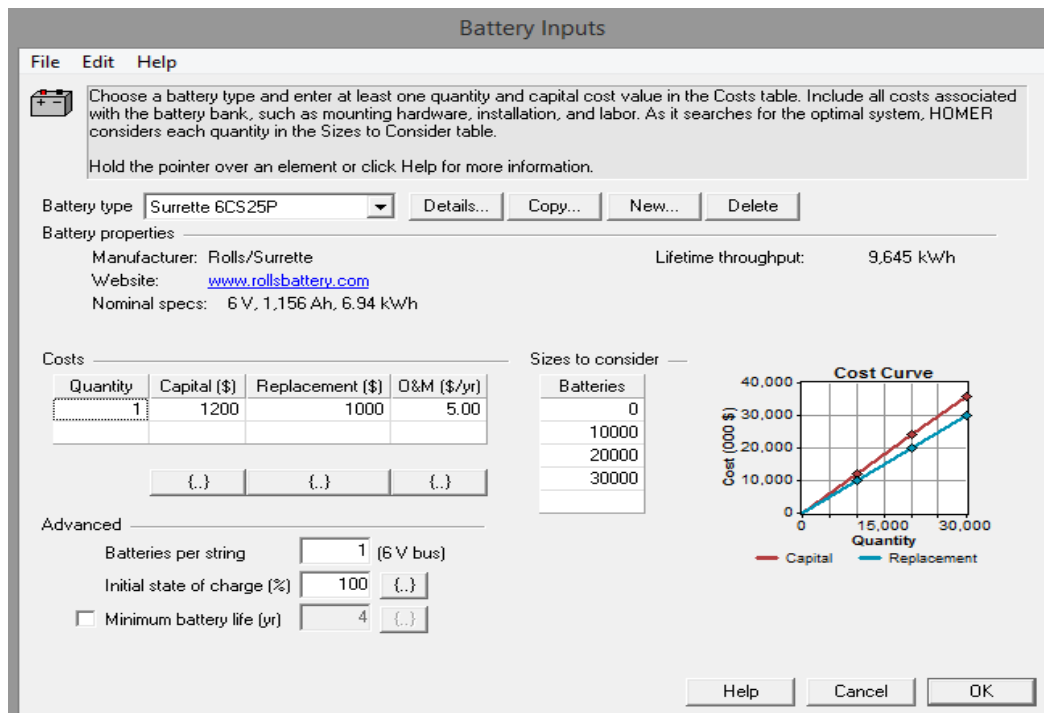 Battery Inputs
File Edit Help
Choose a battery type and enter at least one quantity and capital cost value in the Costs table. Include all costs associated
with the battery bank, such as mounting hardware, installation, and labor. As it searches for the optimal system, HOMER
considers each quantity in the Sizes to Consider table.
Hold the pointer over an element or click Help for more information.
Battery type Surrette 6CS25P Details... Copy... New... Delete
Battery properties
Manufacturer: Rolls/Surrette Lifetime throughput: 9,645 kWh
Website: www.rollsbattery.com
Nominal specs: 6 V, 1,156 Ah, 6.94 kWh
Costs
Quantity Capital ($) Replacement ($) O&M ($/yr)
1 1200 1000 5.00
{..} {..} {..}
Sizes to consider
Batteries
0
10000
20000
30000
Cost Curve
Cost (000 $)
40,000
30,000
20,000
10,000
0
0 15,000 30,000
Quantity
Capital Replacement
Advanced
Batteries per string 1 (6 V bus)
Initial state of charge (%) 100 {..}
Minimum battery life (yr) 4 {..}
Help Cancel OK